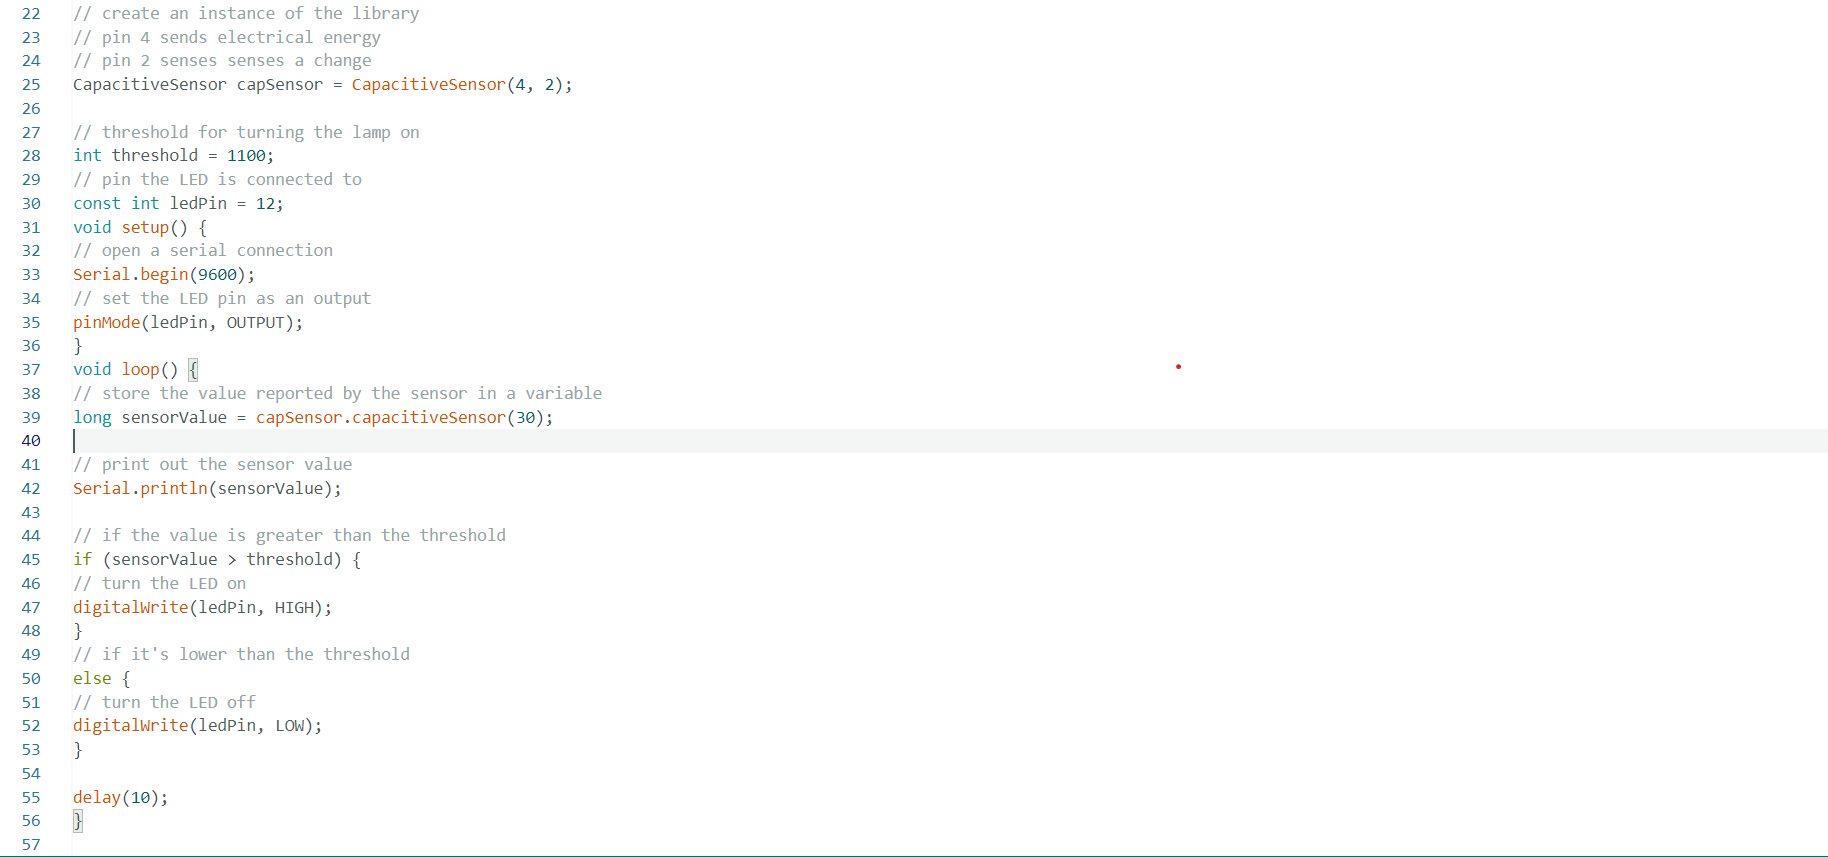 22 // create an instance of the library
23 // pin 4 sends electrical energy
24 // pin 2 senses senses a change
25 CapacitiveSensor capSensor = CapacitiveSensor(4, 2);
26
27 // threshold for turning the lamp on
28 int threshold = 1100;
29 // pin the LED is connected to
30 const int ledPin = 12;
31 void setup() {
32 // open a serial connection
33 Serial.begin(9600);
34 // set the LED pin as an output
35 pinMode(ledPin, OUTPUT);
36 }
37 void loop() {
38 // store the value reported by the sensor in a variable
39 long sensorValue = capSensor.capacitiveSensor(30);
40
41 // print out the sensor value
42 Serial.println(sensorValue);
43
44 // if the value is greater than the threshold
45 if (sensorValue > threshold) {
46 // turn the LED on
47 digitalWrite(ledPin, HIGH);
48 }
49 // if it's lower than the threshold
50 else {
51 // turn the LED off
52 digitalWrite(ledPin, LOW);
53 }
54
55 delay(10);
56 }
57